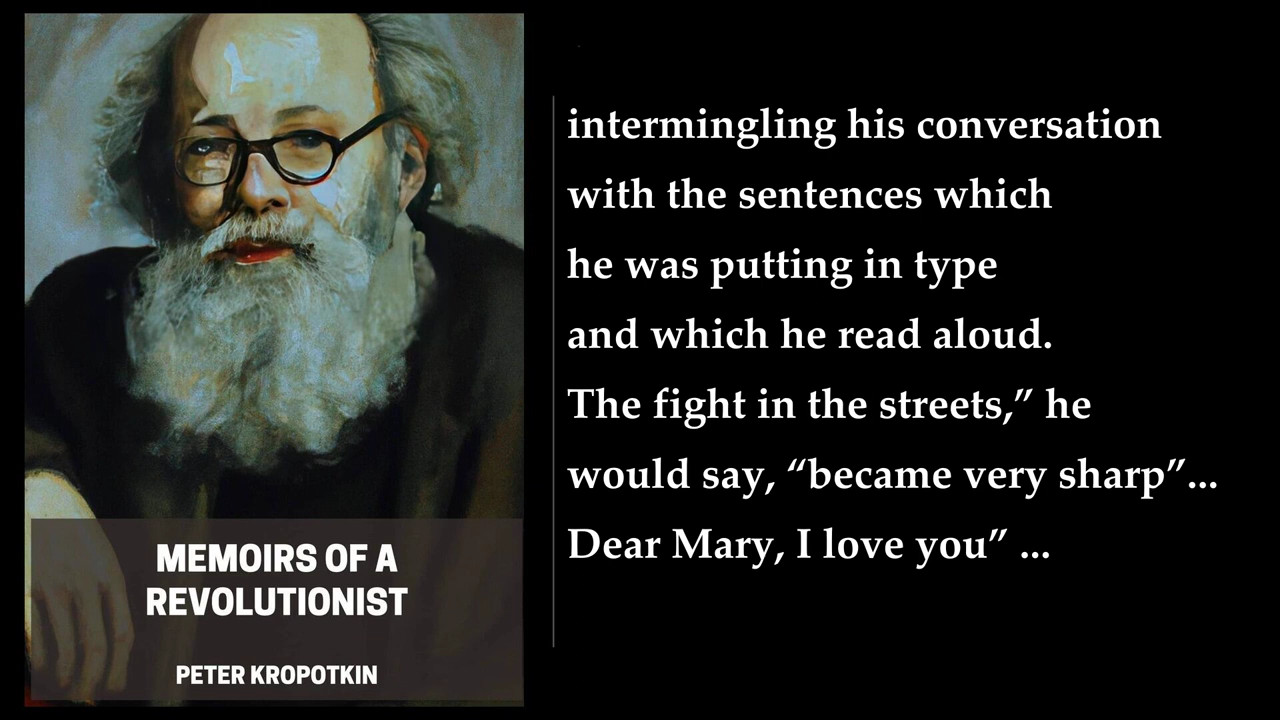 MEMOIRS OF A
REVOLUTIONIST
PETER KROPOTKIN
intermingling his conversation
with the sentences which
he was putting in type
and which he read aloud.
The fight in the streets,” he
would say, “became very sharp”...
Dear Mary, I love you” ...